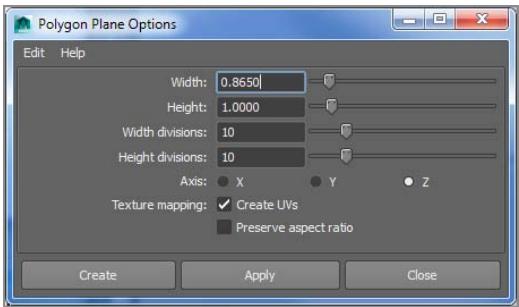 Polygon Plane Options
Edit Help
Width: 0.8650
Height: 1.0000
Width divisions: 10
Height divisions: 10
Axis: X Y Z
Texture mapping: Create UVs
Preserve aspect ratio
Create Apply Close